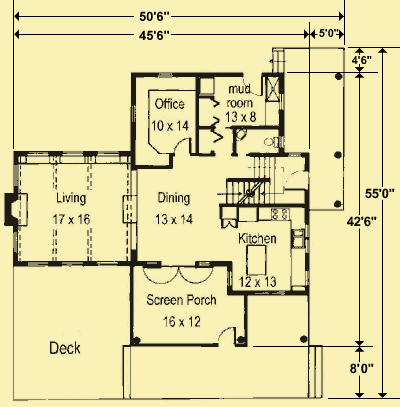 50'6"
45'6"
5'0"
4'6"
Office
10 x 14
mud
room
13 x 8
Living
17 x 16
Dining
13 x 14
55'0"
42'6"
Kitchen
12 x 13
Screen Porch
16 x 12
Deck
8'0"